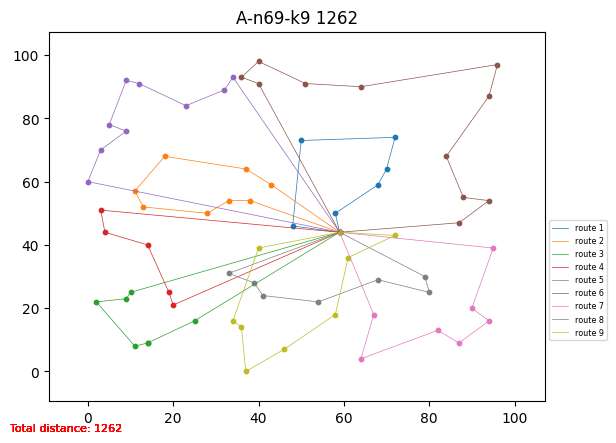 A-n69-k9 1262
100
80
60
40
20
0
0 20 40 60 80 100
route 1
route 2
route 3
route 4
route 5
route 6
route 7
route 8
route 9
Total distance: 1262